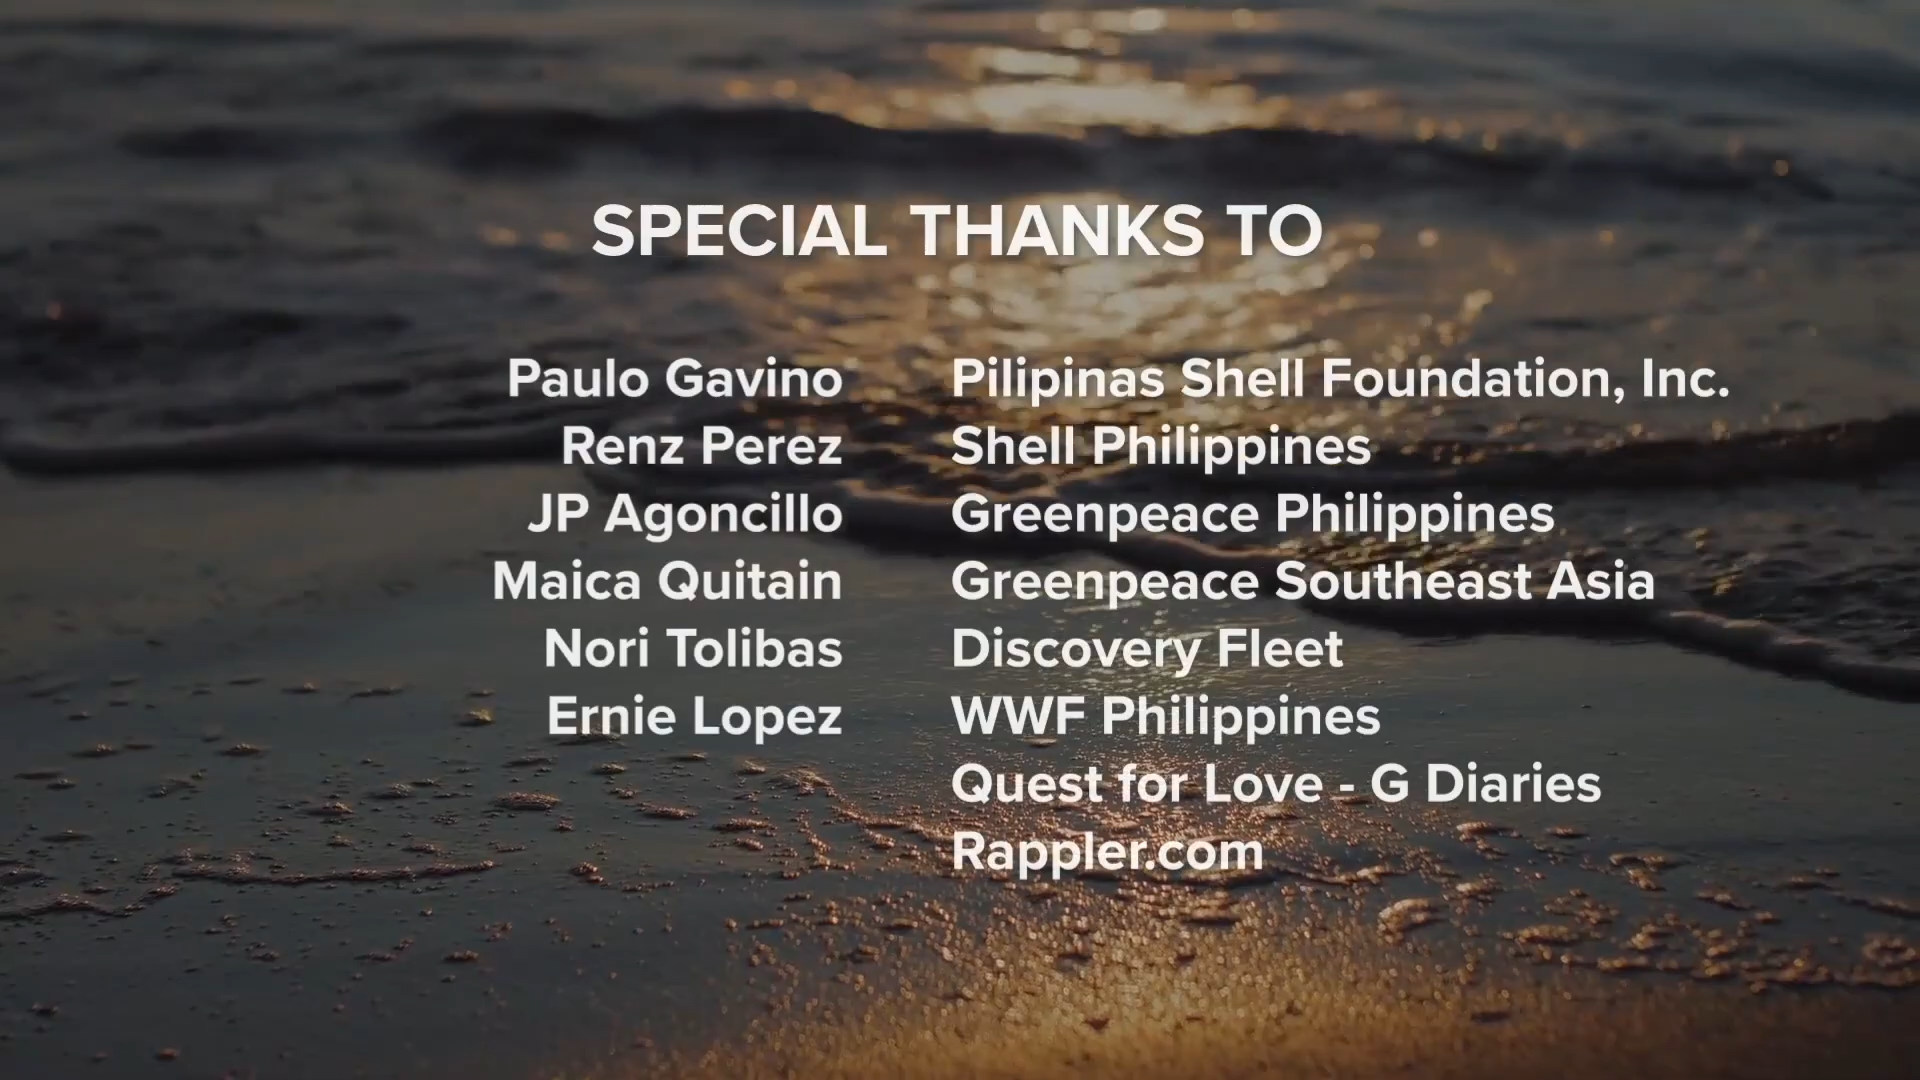 SPECIAL THANKS TO
Paulo Gavino
Renz Perez
JP Agoncillo
Maica Quitain
Nori Tolibas
Ernie Lopez
Pilipinas Shell Foundation, Inc.
Shell Philippines
Greenpeace Philippines
Greenpeace Southeast Asia
Discovery Fleet
WWF Philippines
Quest for Love - G Diaries
Rappler.com